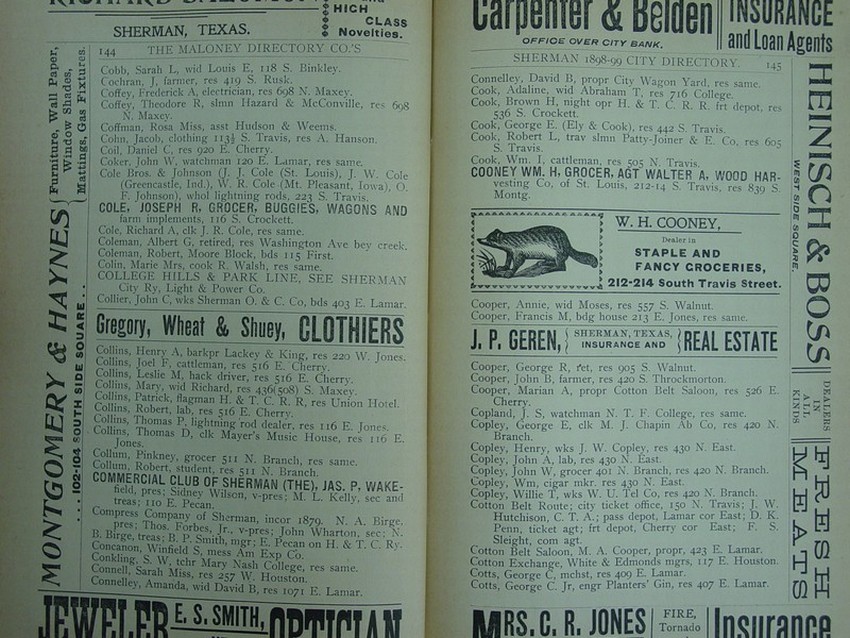 HIGH
CLASS
Novelties.
SHERMAN, TEXAS.
144 THE MALONEY DIRECTORY CO.'S
MONTGOMERY & HAYNES
Furniture, Wall Paper,
Window Shades,
Mattings, Gas Fixtures.
... 102-104 SOUTH SIDE SQUARE...
Cobb, Sarah L, wid Louis E, 118 S. Binkley.
Cochran, J, farmer, res 419 S. Rusk.
Coffey, Frederick A, electrician, res 698 N. Maxey.
Coffey, Theodore R, slmn Hazard & McConville, res 698
N. Maxey.
Coffman, Rosa Miss, asst Hudson & Weems.
Cohn, Jacob, clothing 113½ S. Travis, res A. Hanson.
Coil, Daniel C, res 920 E. Cherry.
Coker, John W, watchman 120 E. Lamar, res same.
Cole Bros. & Johnson (J. J. Cole (St. Louis), J. W. Cole
(Greencastle, Ind.), W. R. Cole (Mt. Pleasant, Iowa), O.
F. Johnson), whol lightning rods, 223 S. Travis.
COLE, JOSEPH R, GROCER, BUGGIES, WAGONS AND
farm implements, 116 S. Crockett.
Cole, Richard A, clk J. R. Cole, res same.
Coleman, Albert G, retired, res Washington Ave bey creek.
Coleman, Robert, Moore Block, bds 115 First.
Colin, Marie Mrs, cook R. Walsh, res same.
COLLEGE HILLS & PARK LINE, SEE SHERMAN
City Ry, Light & Power Co.
Collier, John C, wks Sherman O. & C. Co, bds 403 E. Lamar.
Gregory, Wheat & Shuey, CLOTHIERS
Collins, Henry A, barkpr Lackey & King, res 220 W. Jones.
Collins, Joel F, cattleman, res 516 E. Cherry.
Collins, Leslie M, hack driver, res 516 E. Cherry.
Collins, Mary, wid Richard, res 436(508) S. Maxey.
Collins, Patrick, flagman H. & T. C. R. R, res Union Hotel.
Collins, Robert, lab, res 516 E. Cherry.
Collins, Thomas P, lightning rod dealer, res 116 E. Jones.
Collins, Thomas D, clk Mayer's Music House, res 116 E.
Jones.
Collum, Pinkney, grocer 511 N. Branch, res same.
Collum, Robert, student, res 511 N. Branch.
COMMERCIAL CLUB OF SHERMAN (THE), JAS. P. WAKE-
field, pres; Sidney Wilson, v-pres; M. L. Kelly, sec and
treas; 110 E. Pecan.
Compress Company of Sherman, incor 1879. N. A. Birge,
pres; Thos. Forbes, Jr., v-pres; John Wharton, sec; N.
B. Birge, treas; B. P. Smith, mgr; E. Pecan on H. & T. C. Ry.
Concanon, Winfield S, mess Am Exp Co.
Conkling, S. W, tchr Mary Nash College, res same.
Connell, Sarah Miss, res 257 W. Houston.
Connelley, Amanda, wid David B, res 1071 E. Lamar.
JEWELER E. S. SMITH, OPTICIAN
Carpenter & Belden INSURANCE
OFFICE OVER CITY BANK. and Loan Agents
SHERMAN 1898-99 CITY DIRECTORY. 145
Connelley, David B, propr City Wagon Yard, res same.
Cook, Adaline, wid Abraham T, res 716 College.
Cook, Brown H, night opr H. & T. C. R. R. frt depot, res
536 S. Crockett.
Cook, George E. (Ely & Cook), res 442 S. Travis.
Cook, Robert L, trav slmn Patty-Joiner & E. Co, res 605
S. Travis.
Cook, Wm. I, cattleman, res 505 N. Travis.
COONEY WM. H, GROCER, AGT WALTER A, WOOD HAR-
vesting Co, of St. Louis, 212-14 S. Travis, res 839 S.
Montg.
W. H. COONEY,
Dealer in
STAPLE AND
FANCY GROCERIES,
212-214 South Travis Street.
Cooper, Annie, wid Moses, res 557 S. Walnut.
Cooper, Francis M, bdg house 213 E. Jones, res same.
J. P. GEREN, SHERMAN, TEXAS, INSURANCE AND REAL ESTATE
Cooper, George R, ret, res 905 S. Walnut.
Cooper, John B, farmer, res 420 S. Throckmorton.
Cooper, Marian A, propr Cotton Belt Saloon, res 526 E.
Cherry.
Copland, J. S, watchman N. T. F. College, res same.
Copley, George E, clk M. J. Chapin Ab Co, res 420 N.
Branch.
Copley, Henry, wks J. W. Copley, res 430 N. East.
Copley, John A, lab, res 430 N. East.
Copley, John W, grocer 401 N. Branch, res 420 N. Branch.
Copley, Wm, cigar mkr. res 430 N. East.
Copley, Willie T, wks W. U. Tel Co, res 420 N. Branch.
Cotton Belt Route; city ticket office, 150 N. Travis; J. W.
Hutchison, C. T. A.; pass depot, Lamar cor East; D. K.
Penn, ticket agt; frt depot, Cherry cor East; F. S.
Sleight, com agt.
Cotton Belt Saloon, M. A. Cooper, propr, 423 E. Lamar.
Cotton Exchange, White & Edmonds mgrs, 117 E. Houston.
Cotts, George C, mchst, res 409 E. Lamar.
Cotts, George C. Jr, engr Planters' Gin, res 407 E. Lamar.
HEINISCH & BOSS
WEST SIDE SQUARE.
DEALERS
IN
ALL
KINDS
FRESH
MEATS
MRS. C. R. JONES FIRE, Tornado Insurance